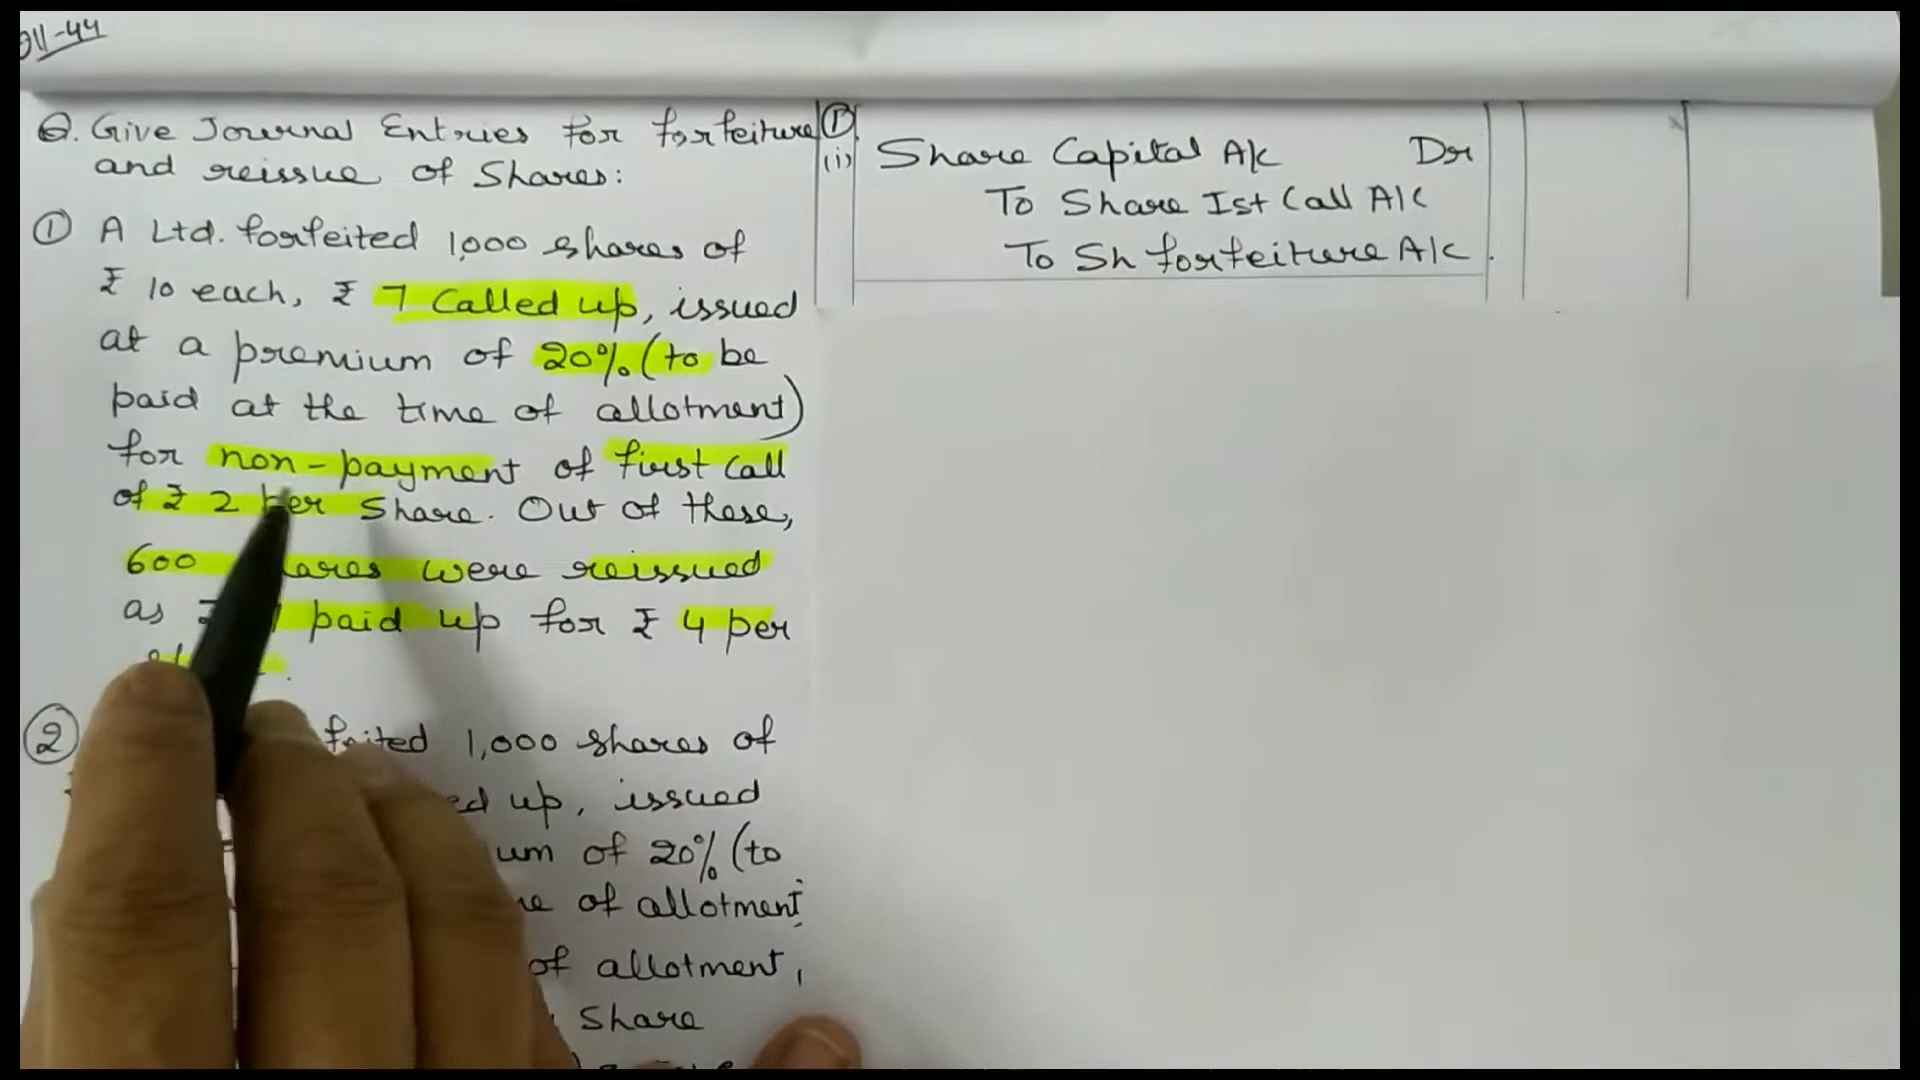 Q. Give Journal Entries for forfeiture
and reissue of Shares:
① A Ltd. forfeited 1,000 shares of
₹ 10 each, ₹ 7 Called up, issued
at a premium of 20% (to be
paid at the time of allotment)
for non-payment of first call
of ₹ 2 per share. Out of these,
600 were reissued
as ₹ paid up for ₹ 4 per
②
1,000 shares of
up, issued
of 20% (to
of allotment
of allotment,
Share
①
(i) Share Capital A/c Dr
To Share Ist Call A/c
To Sh forfeiture A/c.